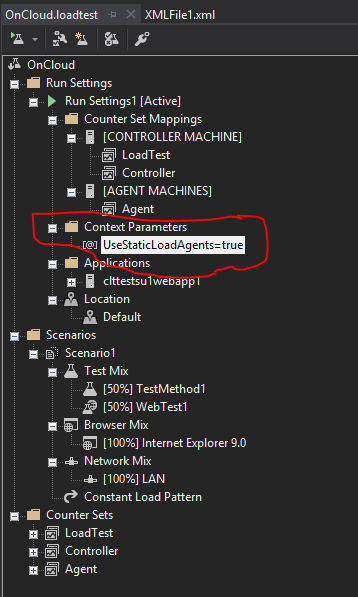 OnCloud.loadtest XMLFile1.xml
OnCloud
Run Settings
Run Settings1 [Active]
Counter Set Mappings
[CONTROLLER MACHINE]
LoadTest
Controller
[AGENT MACHINES]
Agent
Context Parameters
UseStaticLoadAgents=true
Applications
clttestsu1webapp1
Location
Default
Scenarios
Scenario1
Test Mix
[50%] TestMethod1
[50%] WebTest1
Browser Mix
[100%] Internet Explorer 9.0
Network Mix
[100%] LAN
Constant Load Pattern
Counter Sets
LoadTest
Controller
Agent